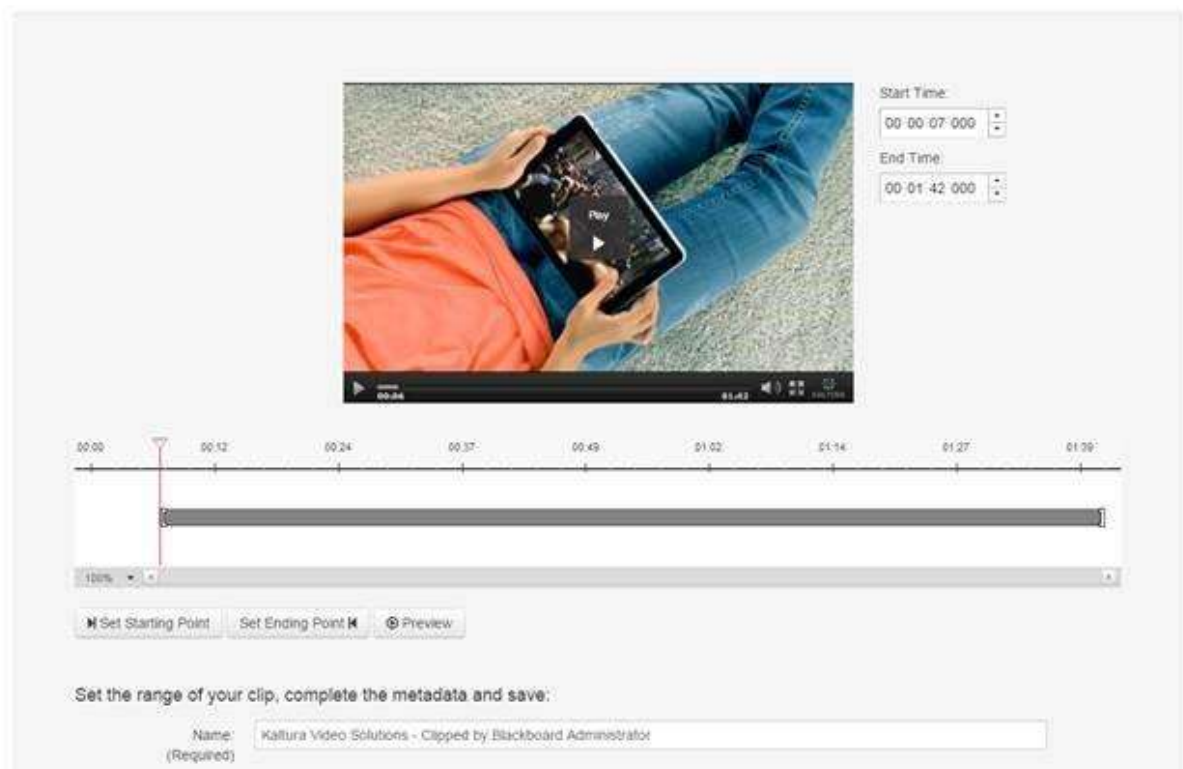 Start Time:
00 00 07 000
End Time:
00 01 42 000
Play
00:06
01:42
KALTURA
00:00 00:12 00:24 00:37 00:49 01:02 01:14 01:27 01:39
100%
Set Starting Point Set Ending Point Preview
Set the range of your clip, complete the metadata and save:
Name: Kaltura Video Solutions - Clipped by Blackboard Administrator
(Required)